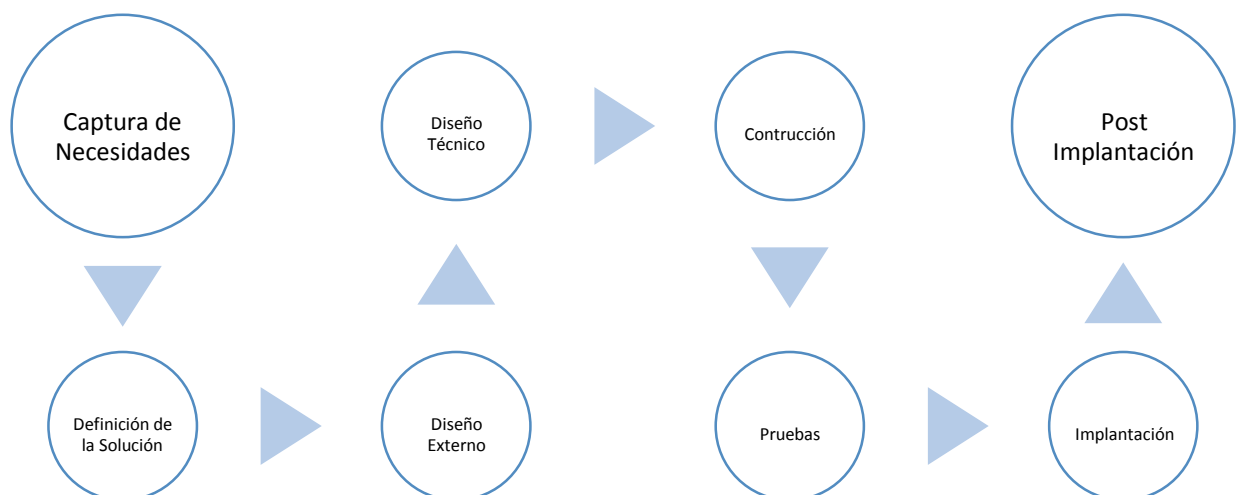 Captura de
Necesidades
Definición de
la Solución
Diseño
Externo
Diseño
Técnico
Contrucción
Pruebas
Implantación
Post
Implantación